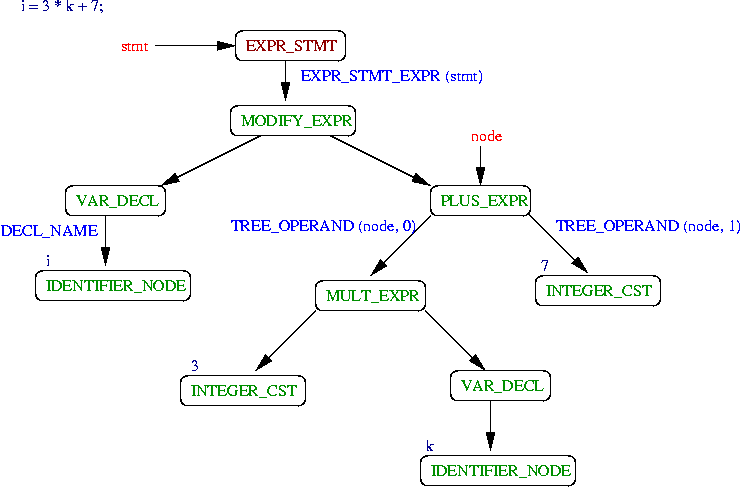 i = 3 * k + 7;
stmt
EXPR_STMT
EXPR_STMT_EXPR (stmt)
MODIFY_EXPR
node
VAR_DECL
PLUS_EXPR
DECL_NAME
TREE_OPERAND (node, 0)
TREE_OPERAND (node, 1)
i
7
IDENTIFIER_NODE
MULT_EXPR
INTEGER_CST
3
INTEGER_CST
VAR_DECL
k
IDENTIFIER_NODE